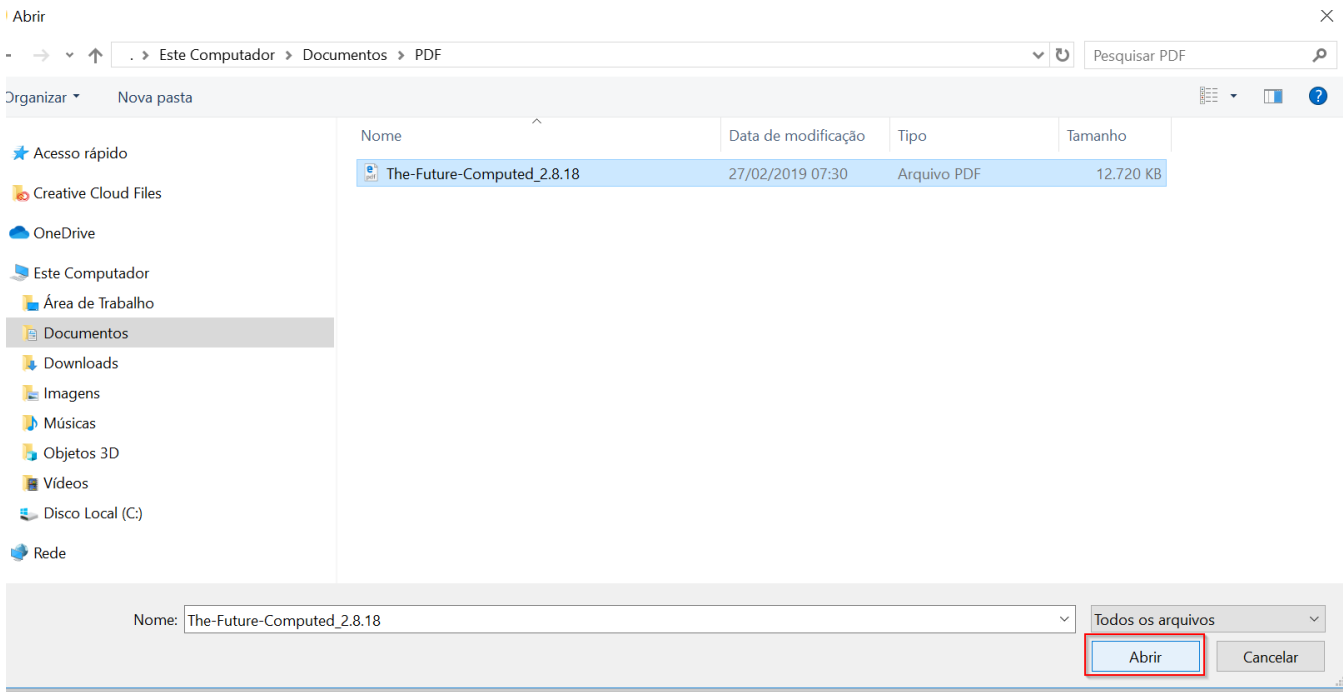 Abrir
. > Este Computador > Documentos > PDF
Pesquisar PDF
Organizar
Nova pasta
?
Nome
Data de modificação
Tipo
Tamanho
The-Future-Computed_2.8.18
27/02/2019 07:30
Arquivo PDF
12.720 KB
Acesso rápido
Creative Cloud Files
OneDrive
Este Computador
Área de Trabalho
Documentos
Downloads
Imagens
Músicas
Objetos 3D
Vídeos
Disco Local (C:)
Rede
Nome: The-Future-Computed_2.8.18
Todos os arquivos
Abrir
Cancelar